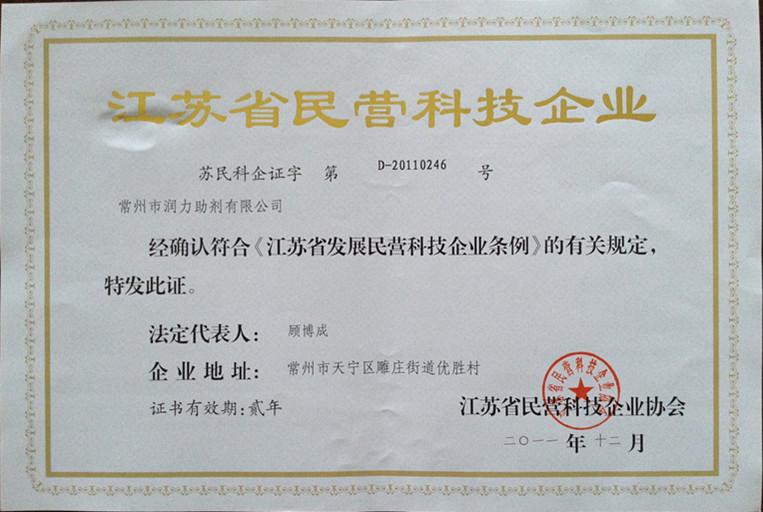 江苏省民营科技企业
苏民科企证字 第 D-20110246 号
常州市润力助剂有限公司
经确认符合《江苏省发展民营科技企业条例》的有关规定，
特发此证。
法定代表人： 顾博成
企业地址： 常州市天宁区雕庄街道优胜村
证书有效期：贰年
江苏省民营科技企业协会
二〇一一 年 十二 月